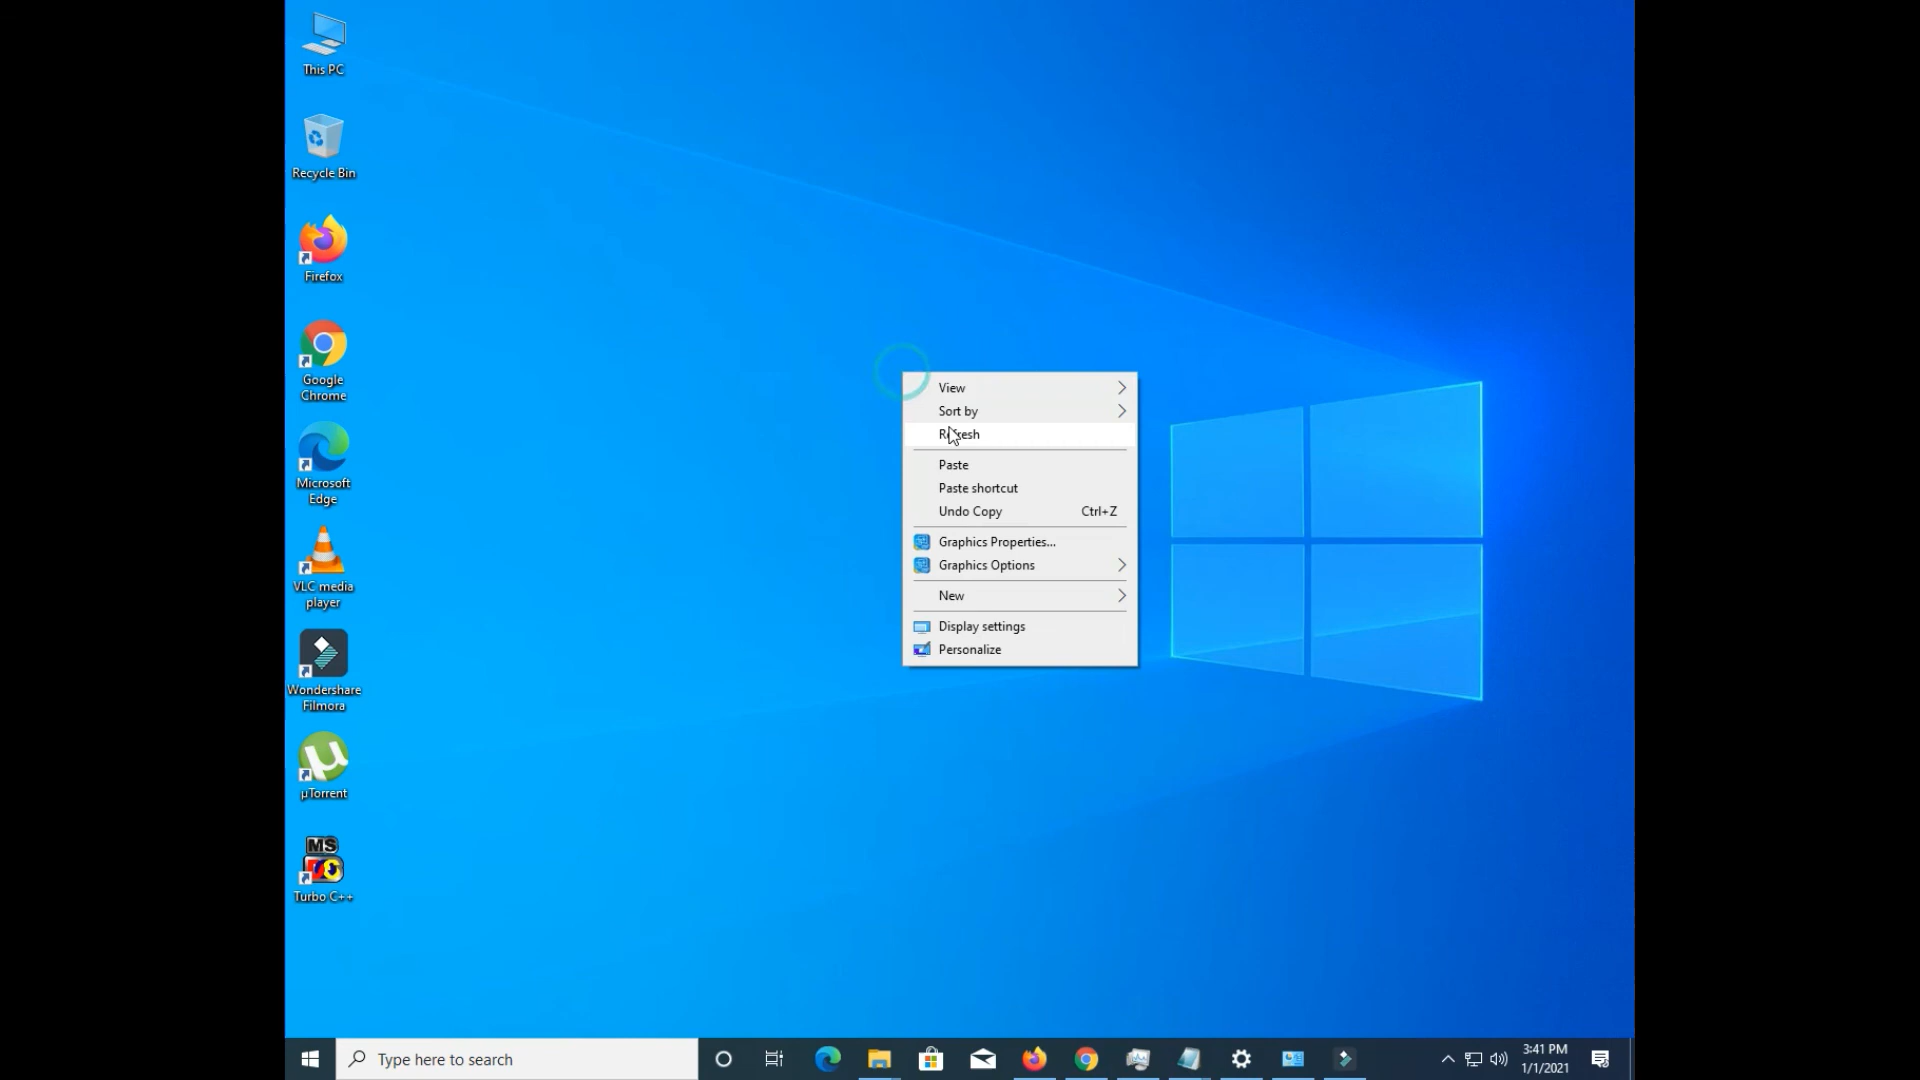 This PC
Recycle Bin
Firefox
Google
Chrome
Microsoft
Edge
VLC media
player
Wondershare
Filmora
µTorrent
MS
Turbo C++
View
Sort by
Refresh
Paste
Paste shortcut
Undo Copy Ctrl+Z
Graphics Properties...
Graphics Options
New
Display settings
Personalize
Type here to search
3:41 PM
1/1/2021